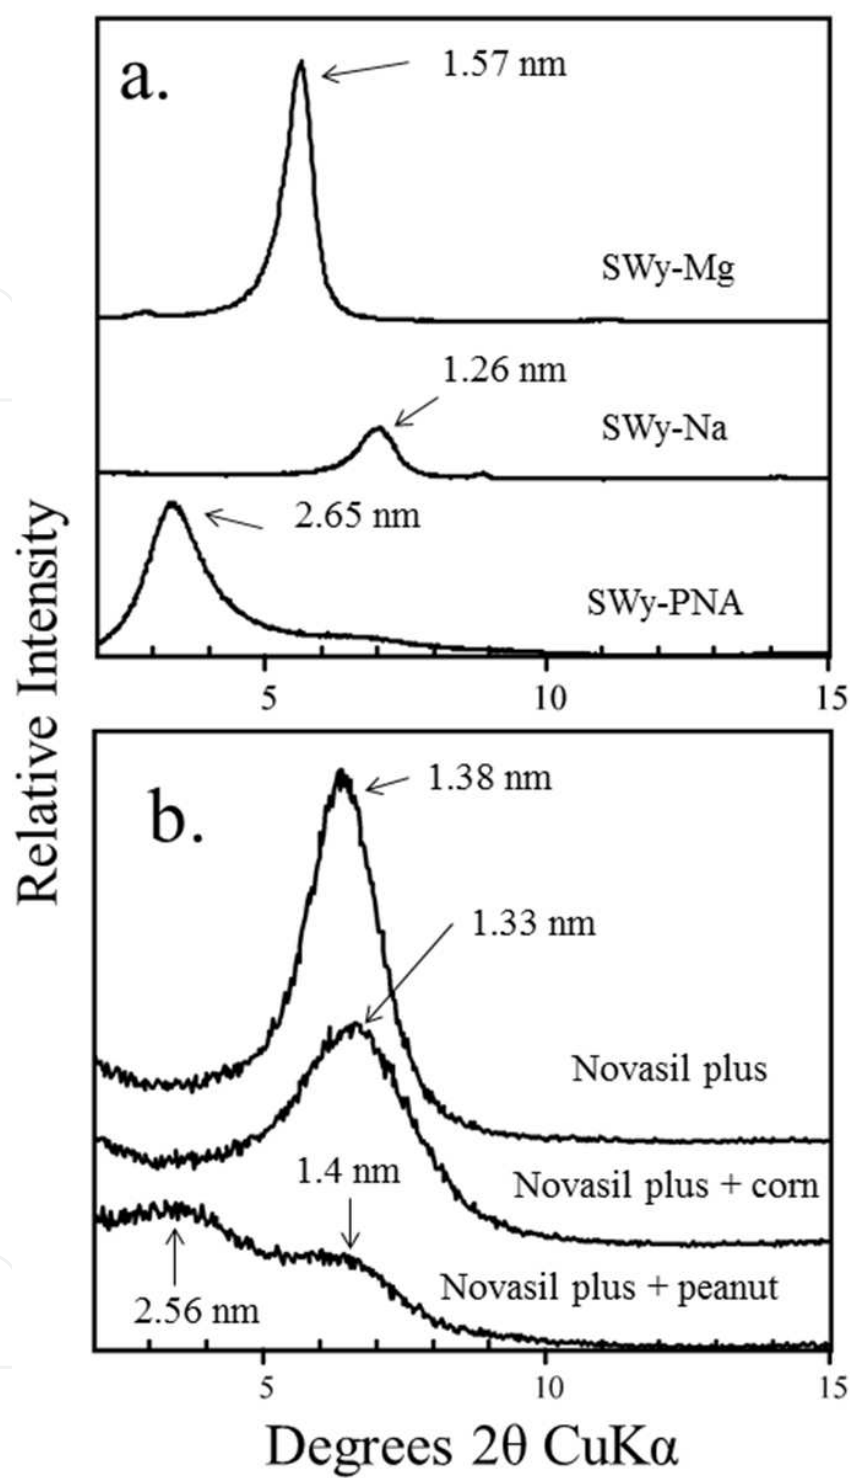 a.
1.57 nm
SWy-Mg
1.26 nm
SWy-Na
2.65 nm
SWy-PNA
5 10 15
Relative Intensity
b.
1.38 nm
1.33 nm
Novasil plus
1.4 nm
Novasil plus + corn
Novasil plus + peanut
2.56 nm
5 10 15
Degrees 2θ CuKα